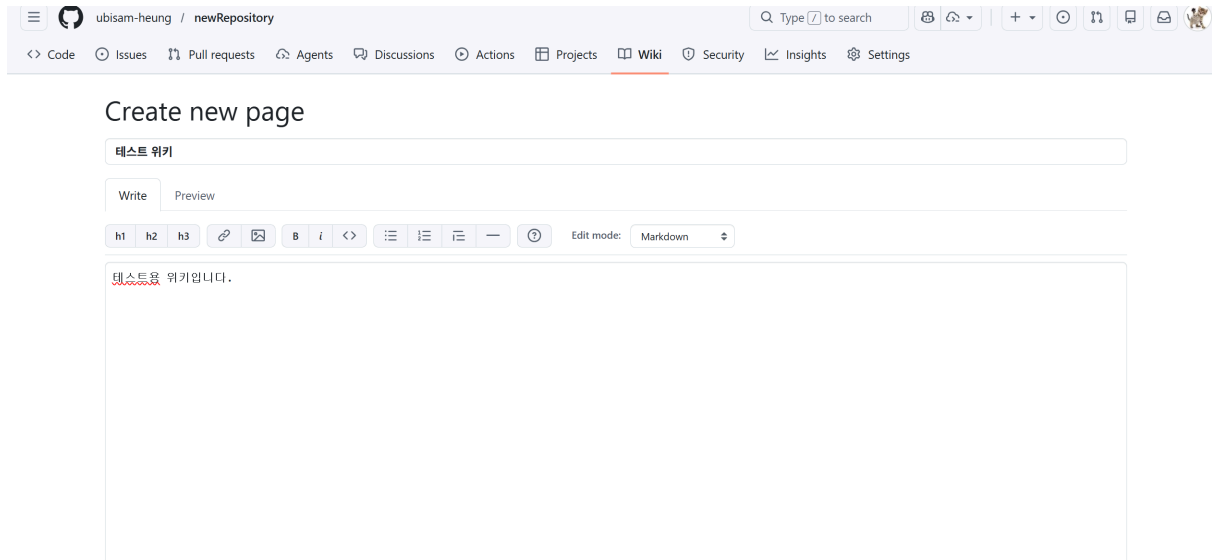 ubisam-heung / newRepository
Type / to search
Code Issues Pull requests Agents Discussions Actions Projects Wiki Security Insights Settings
Create new page
테스트 위키
Write Preview
h1 h2 h3 B i <> Edit mode: Markdown
테스트용 위키입니다.